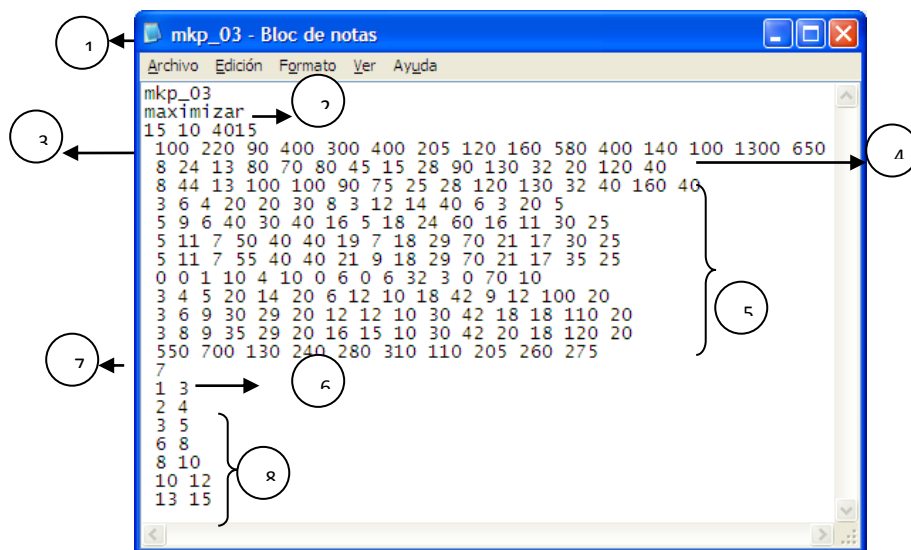 mkp_03 - Bloc de notas
Archivo Edición Formato Ver Ayuda
mkp_03
maximizar
15 10 4015
100 220 90 400 300 400 205 120 160 580 400 140 100 1300 650
8 24 13 80 70 80 45 15 28 90 130 32 20 120 40
8 44 13 100 100 90 75 25 28 120 130 32 40 160 40
3 6 4 20 20 30 8 3 12 14 40 6 3 20 5
5 9 6 40 30 40 16 5 18 24 60 16 11 30 25
5 11 7 50 40 40 19 7 18 29 70 21 17 30 25
5 11 7 55 40 40 21 9 18 29 70 21 17 35 25
0 0 1 10 4 10 0 6 0 6 32 3 0 70 10
3 4 5 20 14 20 6 12 10 18 42 9 12 100 20
3 6 9 30 29 20 12 12 10 30 42 18 18 110 20
3 8 9 35 29 20 16 15 10 30 42 20 18 120 20
550 700 130 240 280 310 110 205 260 275
7
1 3
2 4
3 5
6 8
8 10
10 12
13 15
1
2
3
4
5
6
7
8